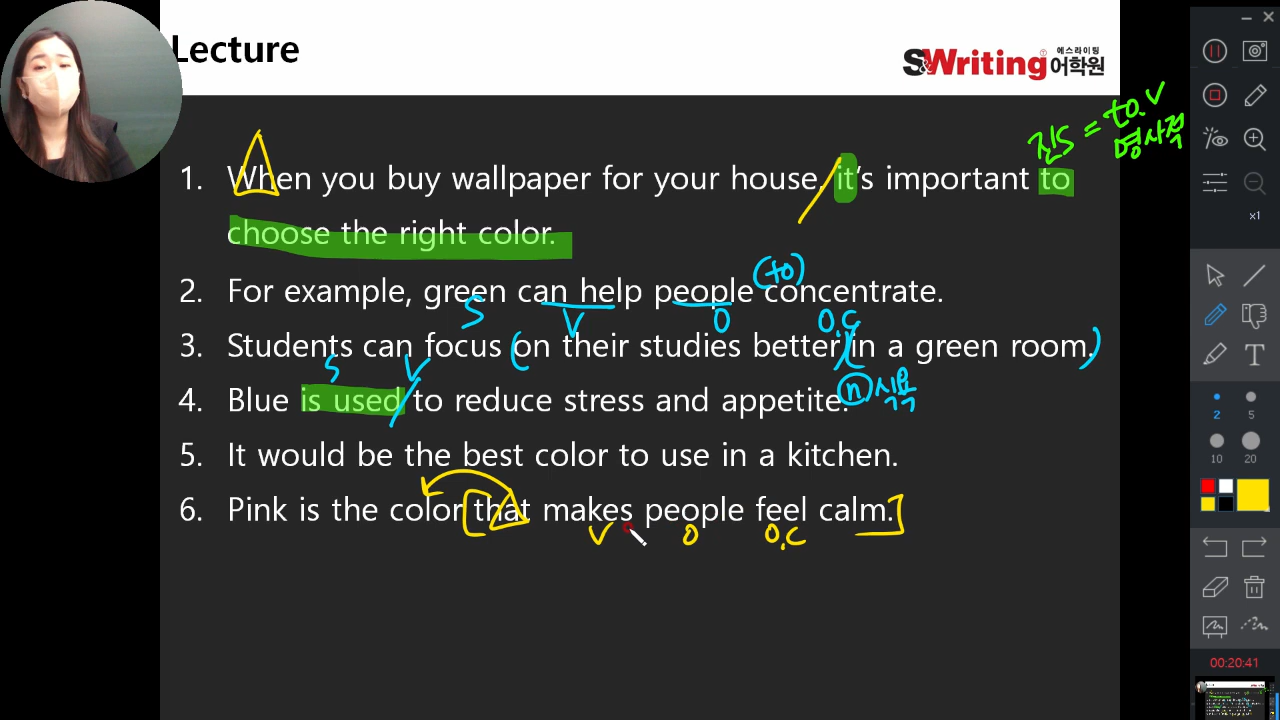 Lecture
S&Writing 에스라이팅 어학원
진S = to.V
명사적
1. When you buy wallpaper for your house, it's important to
choose the right color.
(to)
2. For example, green can help people concentrate.
S V O O.C
3. Students can focus (on their studies better/(in a green room.)
S V
4. Blue is used to reduce stress and appetite.
n) 식욕
5. It would be the best color to use in a kitchen.
6. Pink is the color [that makes people feel calm.]
V O O.C
x1
2 5
10 20
00:20:41